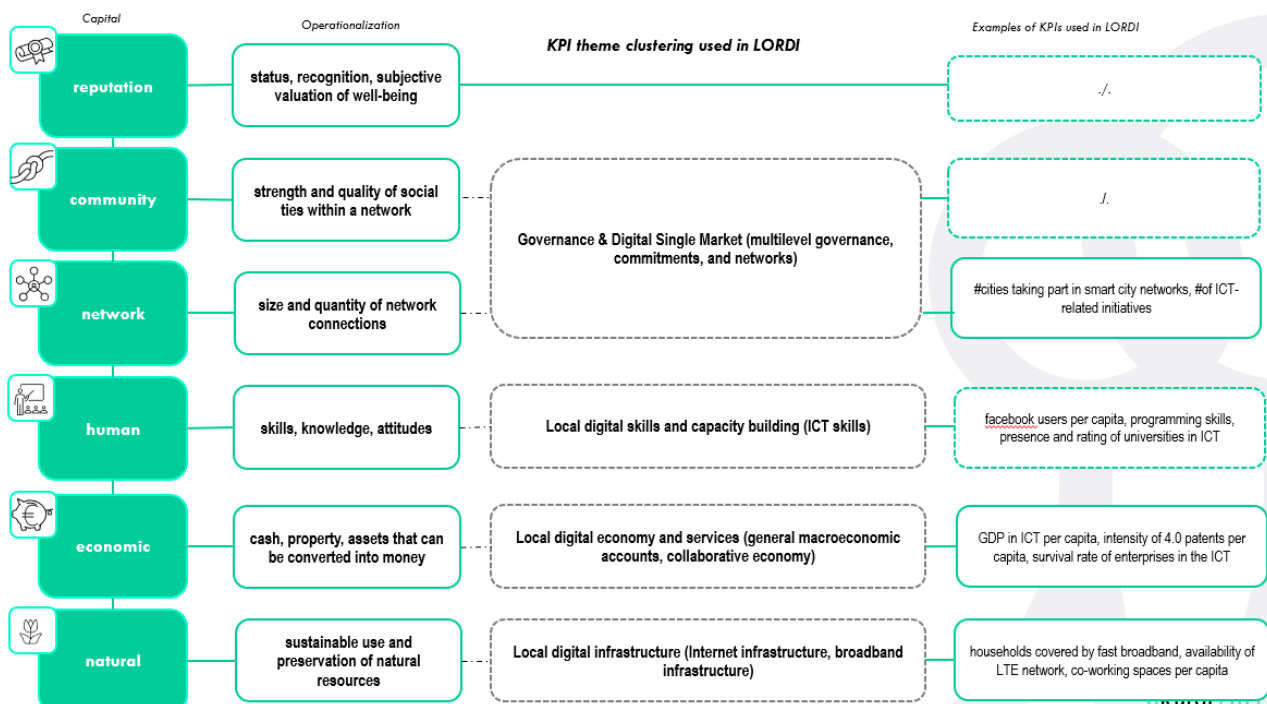 Capital
Operationalization
KPI theme clustering used in LORDI
Examples of KPIs used in LORDI
reputation
status, recognition, subjective
valuation of well-being
-/-
community
strength and quality of social
ties within a network
Governance & Digital Single Market (multilevel governance,
commitments, and networks)
./.
network
size and quantity of network
connections
#cities taking part in smart city networks, #of ICT-
related initiatives
human
skills, knowledge, attitudes
Local digital skills and capacity building (ICT skills)
facebook users per capita, programming skills,
presence and rating of universities in ICT
economic
cash, property, assets that can
be converted into money
Local digital economy and services (general macroeconomic
accounts, collaborative economy)
GDP in ICT per capita, intensity of 4.0 patents per
capita, survival rate of enterprises in the ICT
natural
sustainable use and
preservation of natural
resources
Local digital infrastructure (Internet infrastructure, broadband
infrastructure)
households covered by fast broadband, availability of
LTE network, co-working spaces per capita